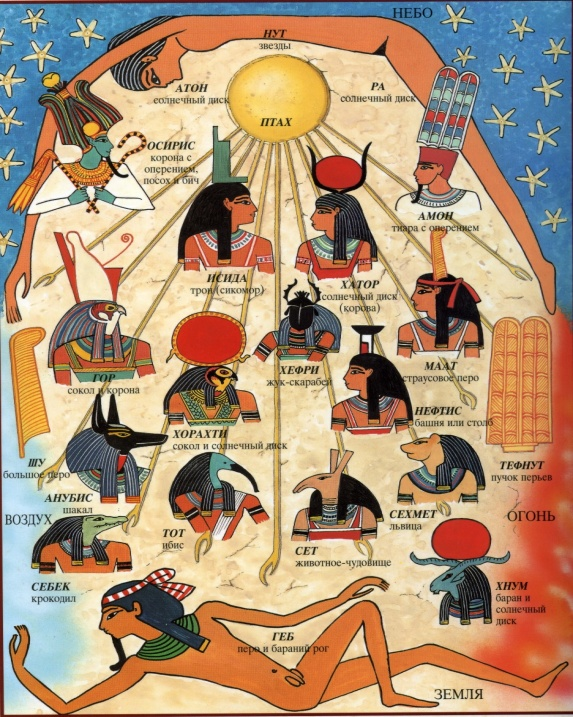 НЕБО
НУТ
звезды
АТОН
солнечный диск
РА
солнечный диск
ПТАХ
ОСИРИС
корона с
оперением,
посох и бич
АМОН
тиара с оперением
ИСИДА
трон (сикомор)
ХАТОР
(солнечный диск
(корова)
ГОР
сокол и корона
ХЕФРИ
жук-скарабей
МААТ
страусовое перо
НЕФТИС
башня или столб
ХОРАХТИ
сокол и солнечный диск
ШУ
большое перо
ТЕФНУТ
пучок перьев
АНУБИС
шакал
ВОЗДУХ
ТОТ
ибис
СЕТ
животное-чудовище
СЕХМЕТ
львица
ОГОНЬ
СЕБЕК
крокодил
ХНУМ
баран и
солнечный
диск
ГЕБ
перо и бараний рог
ЗЕМЛЯ